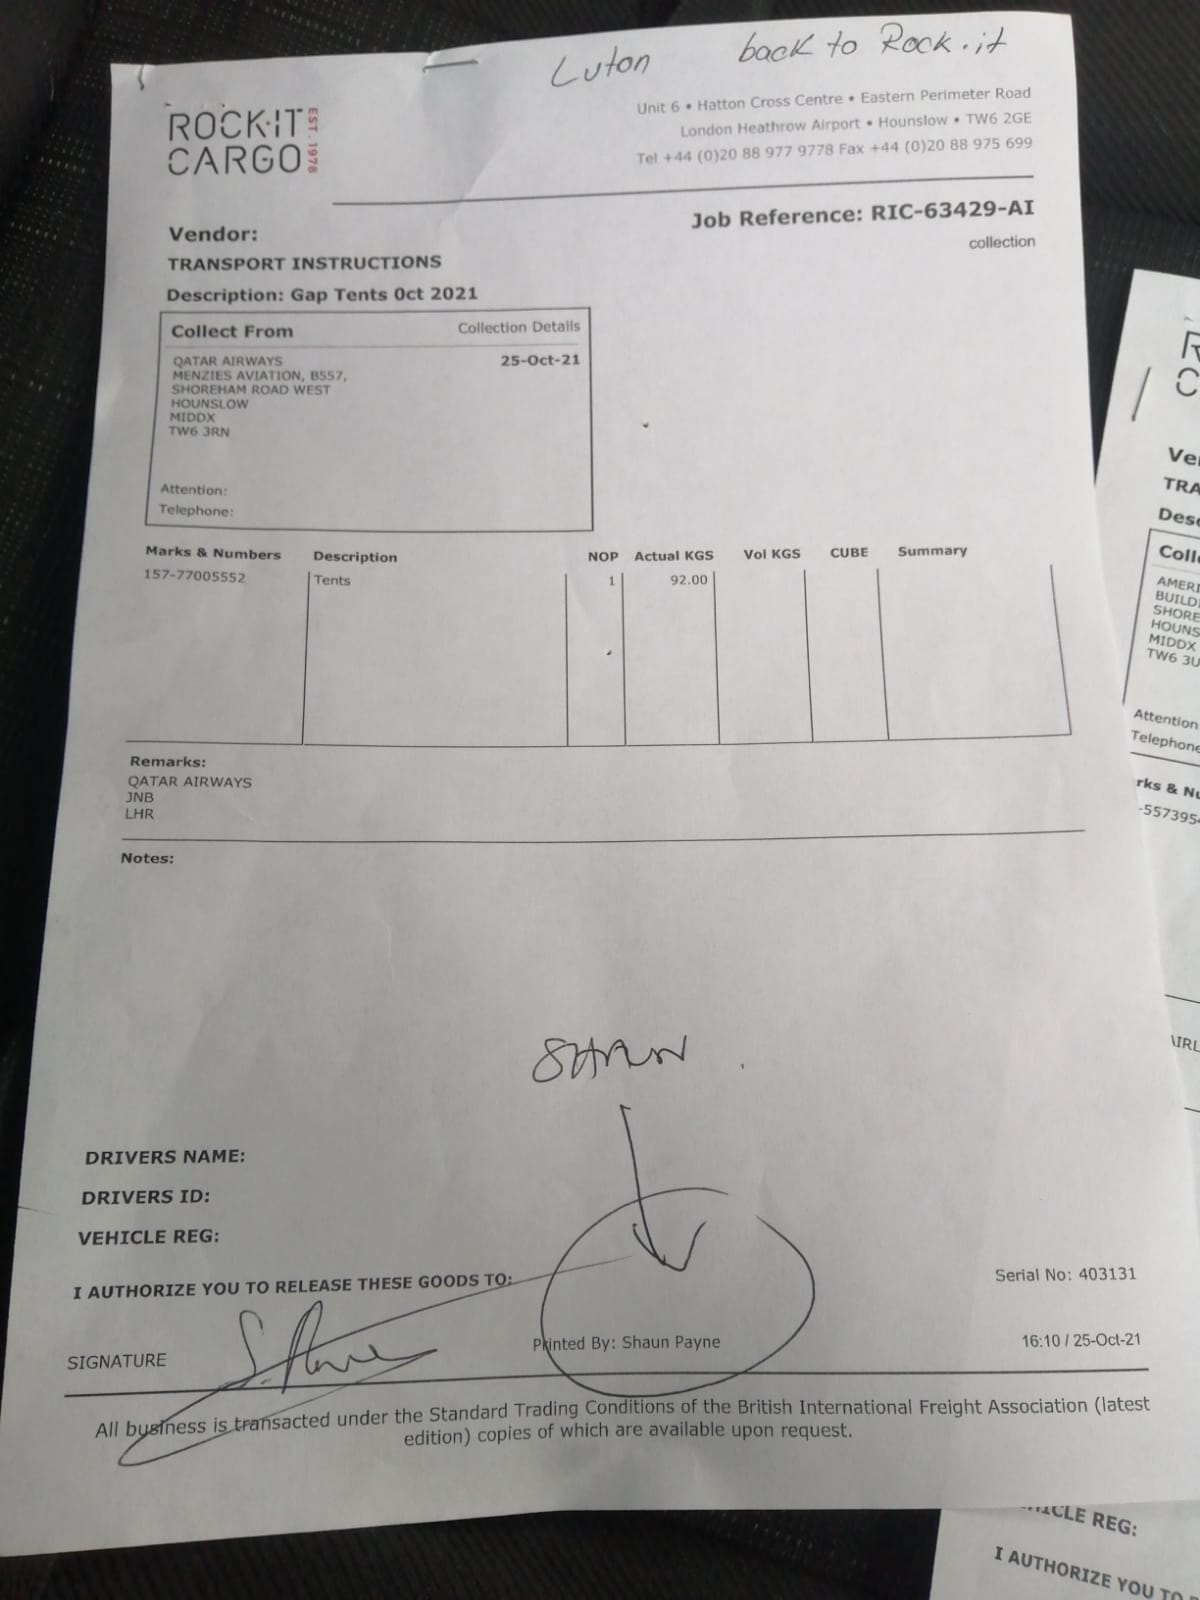 Luton back to Rock.it
ROCK·IT
CARGO
EST.1978
Unit 6 • Hatton Cross Centre • Eastern Perimeter Road
London Heathrow Airport • Hounslow • TW6 2GE
Tel +44 (0)20 88 977 9778 Fax +44 (0)20 88 975 699
Job Reference: RIC-63429-AI
collection
Vendor:
TRANSPORT INSTRUCTIONS
Description: Gap Tents Oct 2021
Collect From Collection Details
QATAR AIRWAYS 25-Oct-21
MENZIES AVIATION, B557,
SHOREHAM ROAD WEST
HOUNSLOW
MIDDX
TW6 3RN
Attention:
Telephone:
Marks & Numbers Description NOP Actual KGS Vol KGS CUBE Summary
157-77005552 Tents 1 92.00
Remarks:
QATAR AIRWAYS
JNB
LHR
Notes:
SHAUN
DRIVERS NAME:
DRIVERS ID:
VEHICLE REG:
I AUTHORIZE YOU TO RELEASE THESE GOODS TO:
Serial No: 403131
SIGNATURE Printed By: Shaun Payne 16:10 / 25-Oct-21
All business is transacted under the Standard Trading Conditions of the British International Freight Association (latest
edition) copies of which are available upon request.
R
C
Ve
TRA
Desc
Coll
AMERI
BUILD
SHORE
HOUNS
MIDDX
TW6 3U
Attention
Telephone
rks & Nu
-557395
AIRL
HICLE REG:
I AUTHORIZE YOU TO